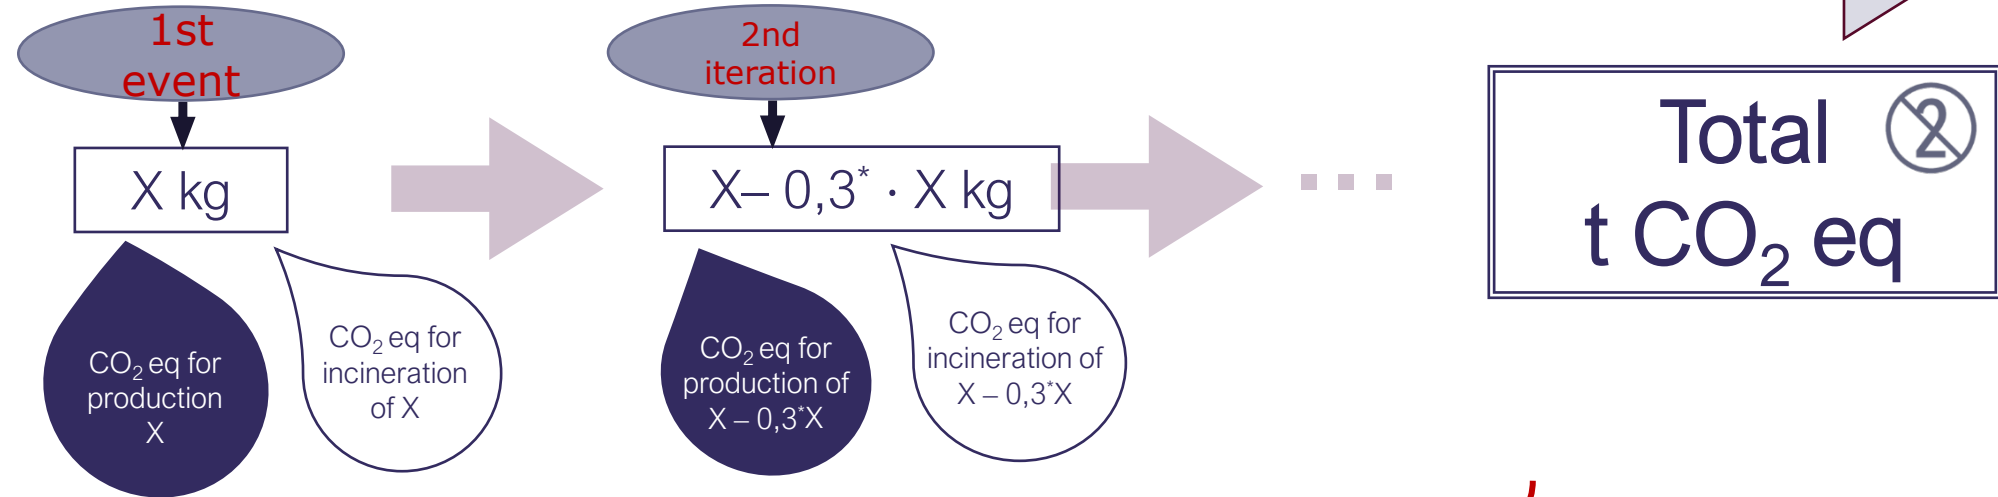 1st
event
2nd
iteration
X kg
X– 0,3* · X kg
Total
t CO₂ eq
2
CO₂ eq for
production
X
CO₂ eq for
incineration
of X
CO₂ eq for
production of
X – 0,3*X
CO₂ eq for
incineration of
X – 0,3*X